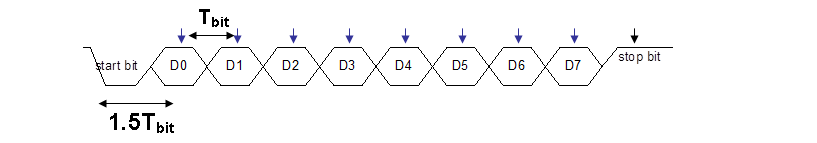 Tbit
start bit D0 D1 D2 D3 D4 D5 D6 D7 stop bit
1.5Tbit